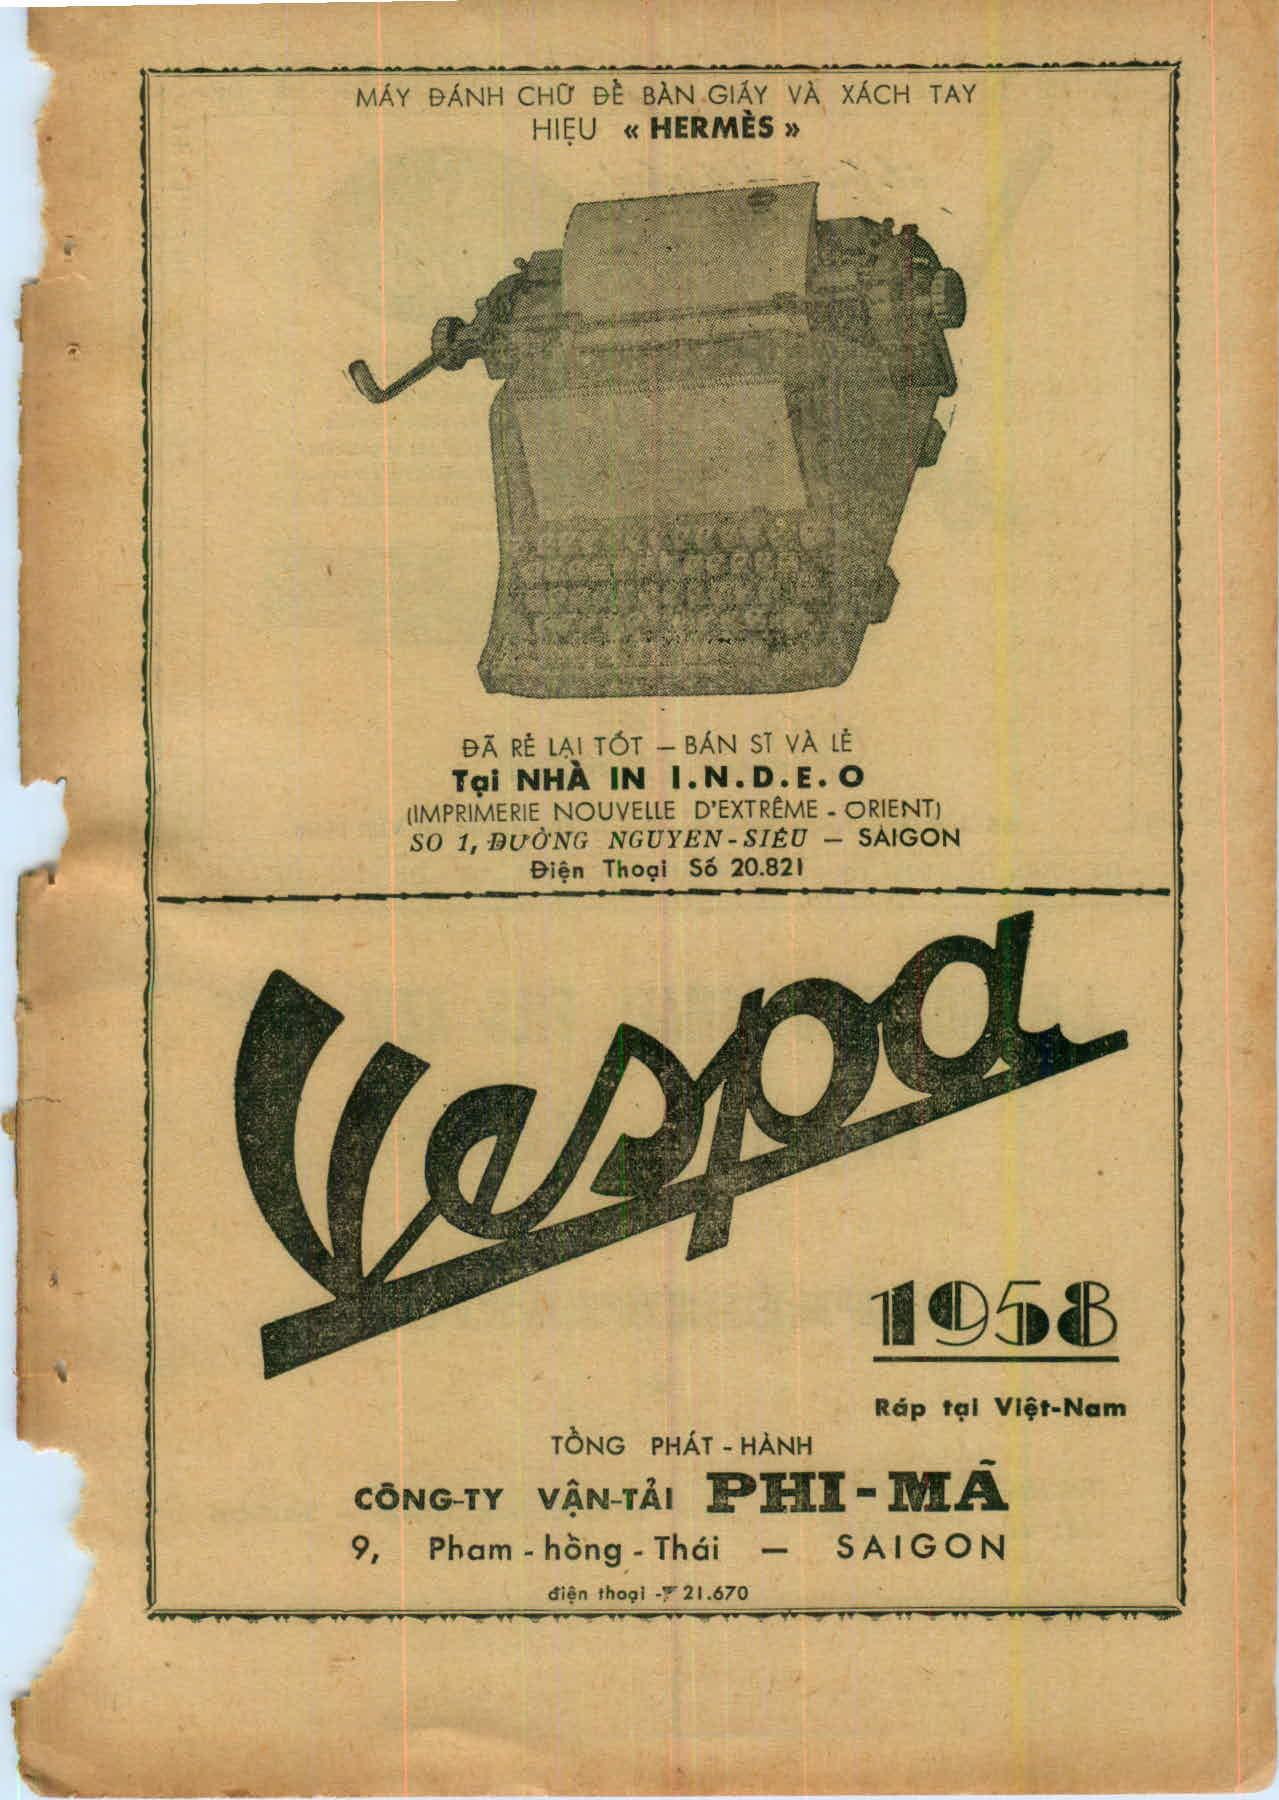 MÁY ĐÁNH CHỮ ĐỂ BÀN GIẤY VÀ XÁCH TAY
HIỆU « HERMÈS »
ĐÃ RẺ LẠI TỐT — BÁN SĨ VÀ LẺ
Tại NHÀ IN I.N.D.E.O
(IMPRIMERIE NOUVELLE D'EXTRÊME - ORIENT)
SO 1, ĐƯỜNG NGUYEN - SIÊU — SAIGON
Điện Thoại Số 20.821
Vespa
1958
Ráp tại Việt-Nam
TỔNG PHÁT - HÀNH
CÔNG-TY VẬN-TẢI PHI-MÃ
9, Pham - hồng - Thái — SAIGON
điện thoại - 21.670